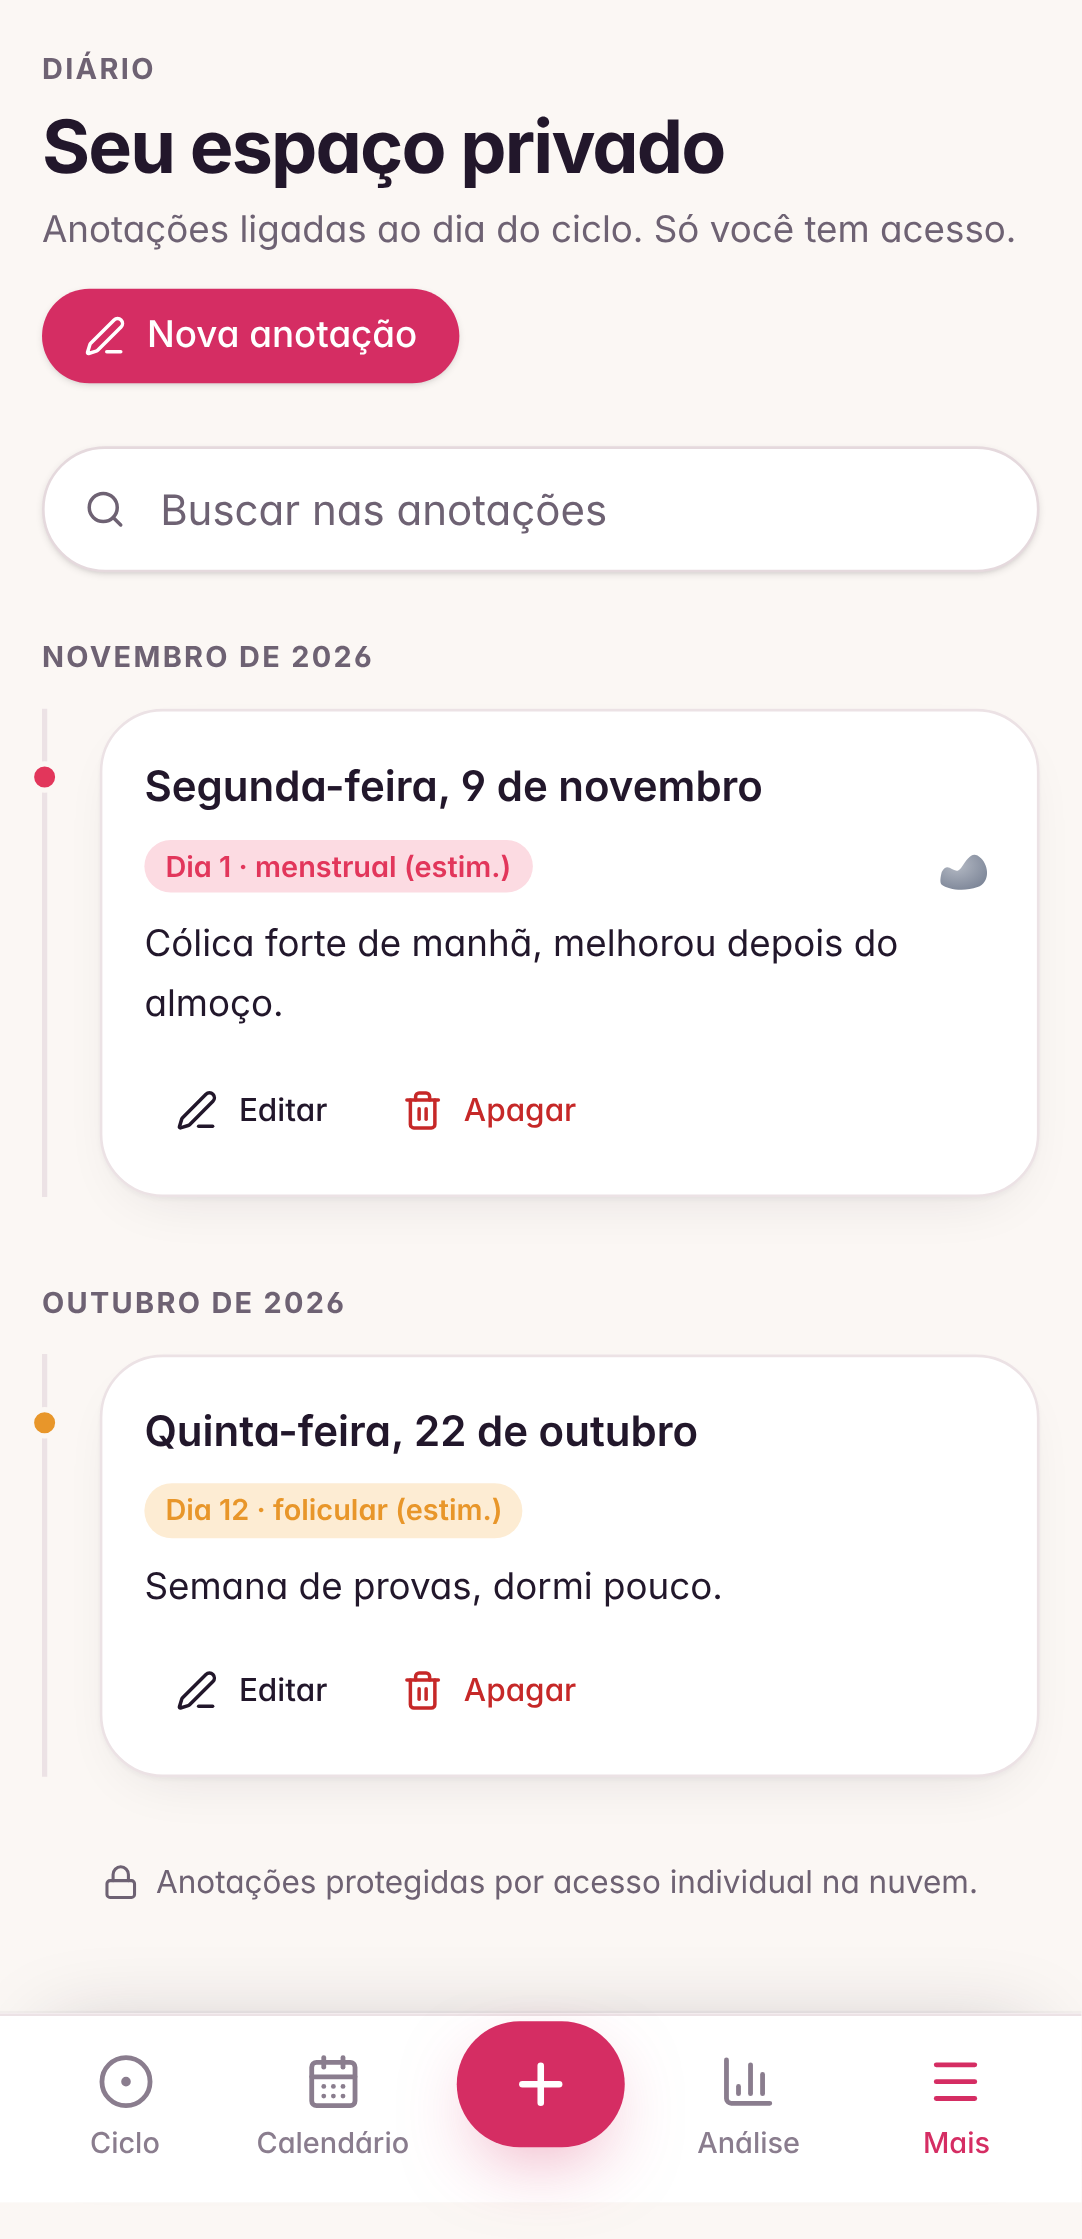 DIÁRIO
Seu espaço privado
Anotações ligadas ao dia do ciclo. Só você tem acesso.
Nova anotação
Buscar nas anotações
NOVEMBRO DE 2026
Segunda-feira, 9 de novembro
Dia 1 · menstrual (estim.)
Cólica forte de manhã, melhorou depois do
almoço.
Editar Apagar
OUTUBRO DE 2026
Quinta-feira, 22 de outubro
Dia 12 · folicular (estim.)
Semana de provas, dormi pouco.
Editar Apagar
Anotações protegidas por acesso individual na nuvem.
Ciclo Calendário Análise Mais